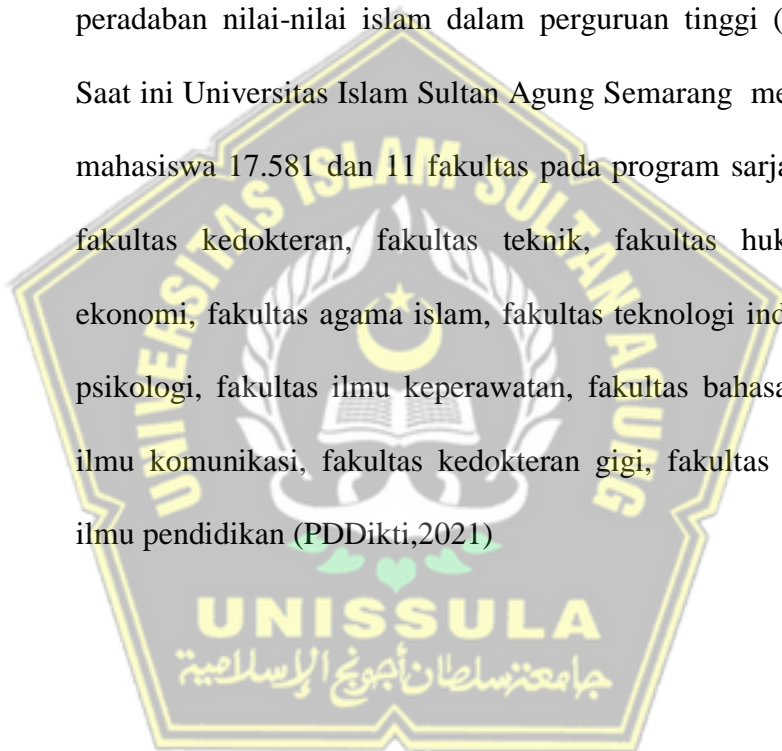 peradaban nilai-nilai islam dalam perguruan tinggi (
Saat ini Universitas Islam Sultan Agung Semarang me
mahasiswa 17.581 dan 11 fakultas pada program sarja
fakultas kedokteran, fakultas teknik, fakultas huk
ekonomi, fakultas agama islam, fakultas teknologi ind
psikologi, fakultas ilmu keperawatan, fakultas bahasa
ilmu komunikasi, fakultas kedokteran gigi, fakultas
ilmu pendidikan (PDDikti,2021)
UNIVERSITAS ISLAM SULTAN AGUNG
UNISSULA
جامعة سلطان أجونج الإسلامية